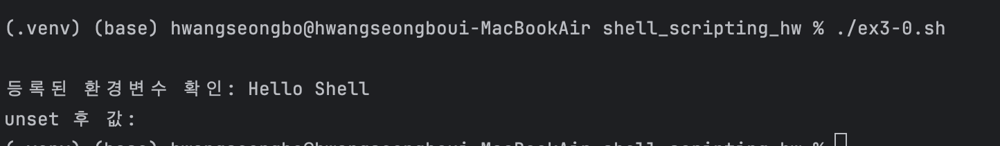 (.venv) (base) hwangseongbo@hwangseongboui-MacBookAir shell_scripting_hw % ./ex3-0.sh
등록된 환경변수 확인: Hello Shell
unset 후 값:
(.venv) (base) hwangseongbo@hwangseongboui-MacBookAir shell_scripting_hw %